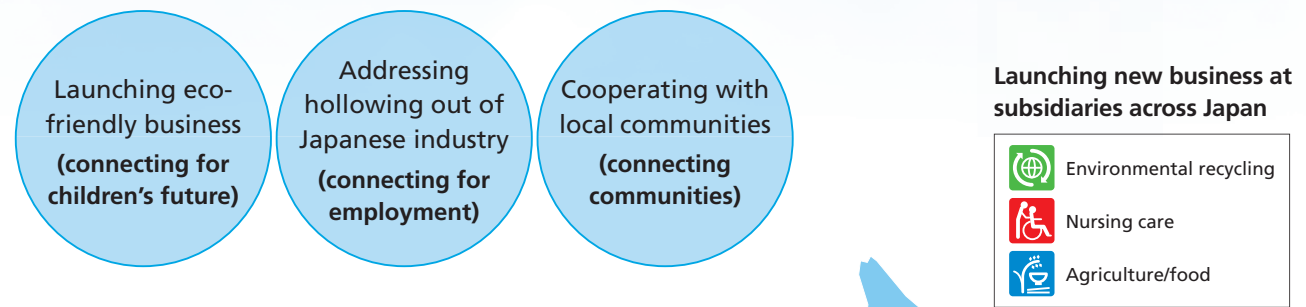 Launching eco-
friendly business
(connecting for
children's future)
Addressing
hollowing out of
Japanese industry
(connecting for
employment)
Cooperating with
local communities
(connecting
communities)
Launching new business at
subsidiaries across Japan
Environmental recycling
Nursing care
Agriculture/food